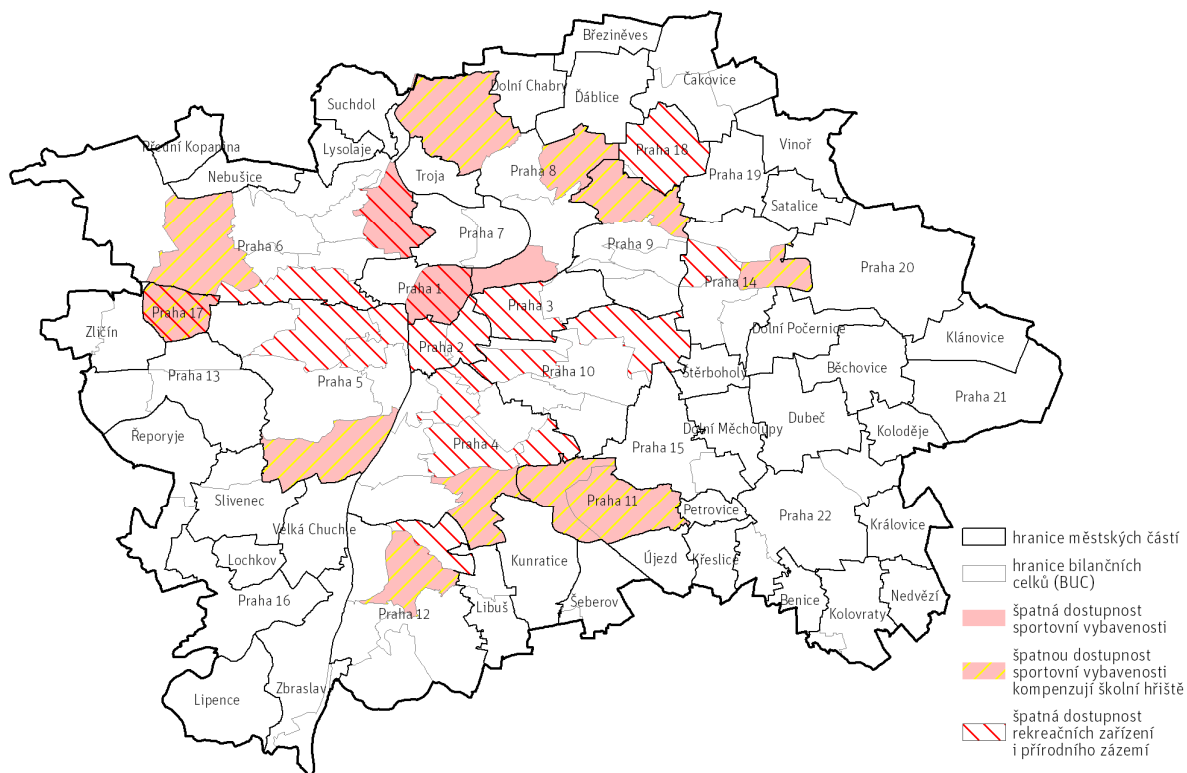 Březiněves
Dolní Chabry
Čakovice
Ďáblice
Suchdol
Přední Kopanina
Lysolaje
Praha 18
Vinoř
Nebušice
Troja
Praha 8
Praha 19
Satalice
Praha 6
Praha 7
Praha 9
Praha 20
Praha 1
Praha 14
Praha 3
Praha 17
Zličín
Dolní Počernice
Klánovice
Praha 2
Praha 13
Praha 5
Praha 10
Štěrboholy
Běchovice
Praha 21
Dubeč
Řeporyje
Dolní Měcholupy
Koloděje
Praha 4
Praha 15
Slivenec
Praha 11
Petrovice
Praha 22
Královice
Velká Chuchle
Lochkov
Kunratice
Újezd
Křeslice
Praha 16
Benice
Nedvězí
Libuš
Šeberov
Kolovraty
Praha 12
Zbraslav
Lipence
hranice městských částí
hranice bilančních
celků (BUC)
špatná dostupnost
sportovní vybavenosti
špatnou dostupnost
sportovní vybavenosti
kompenzují školní hřiště
špatná dostupnost
rekreačních zařízení
i přírodního zázemí